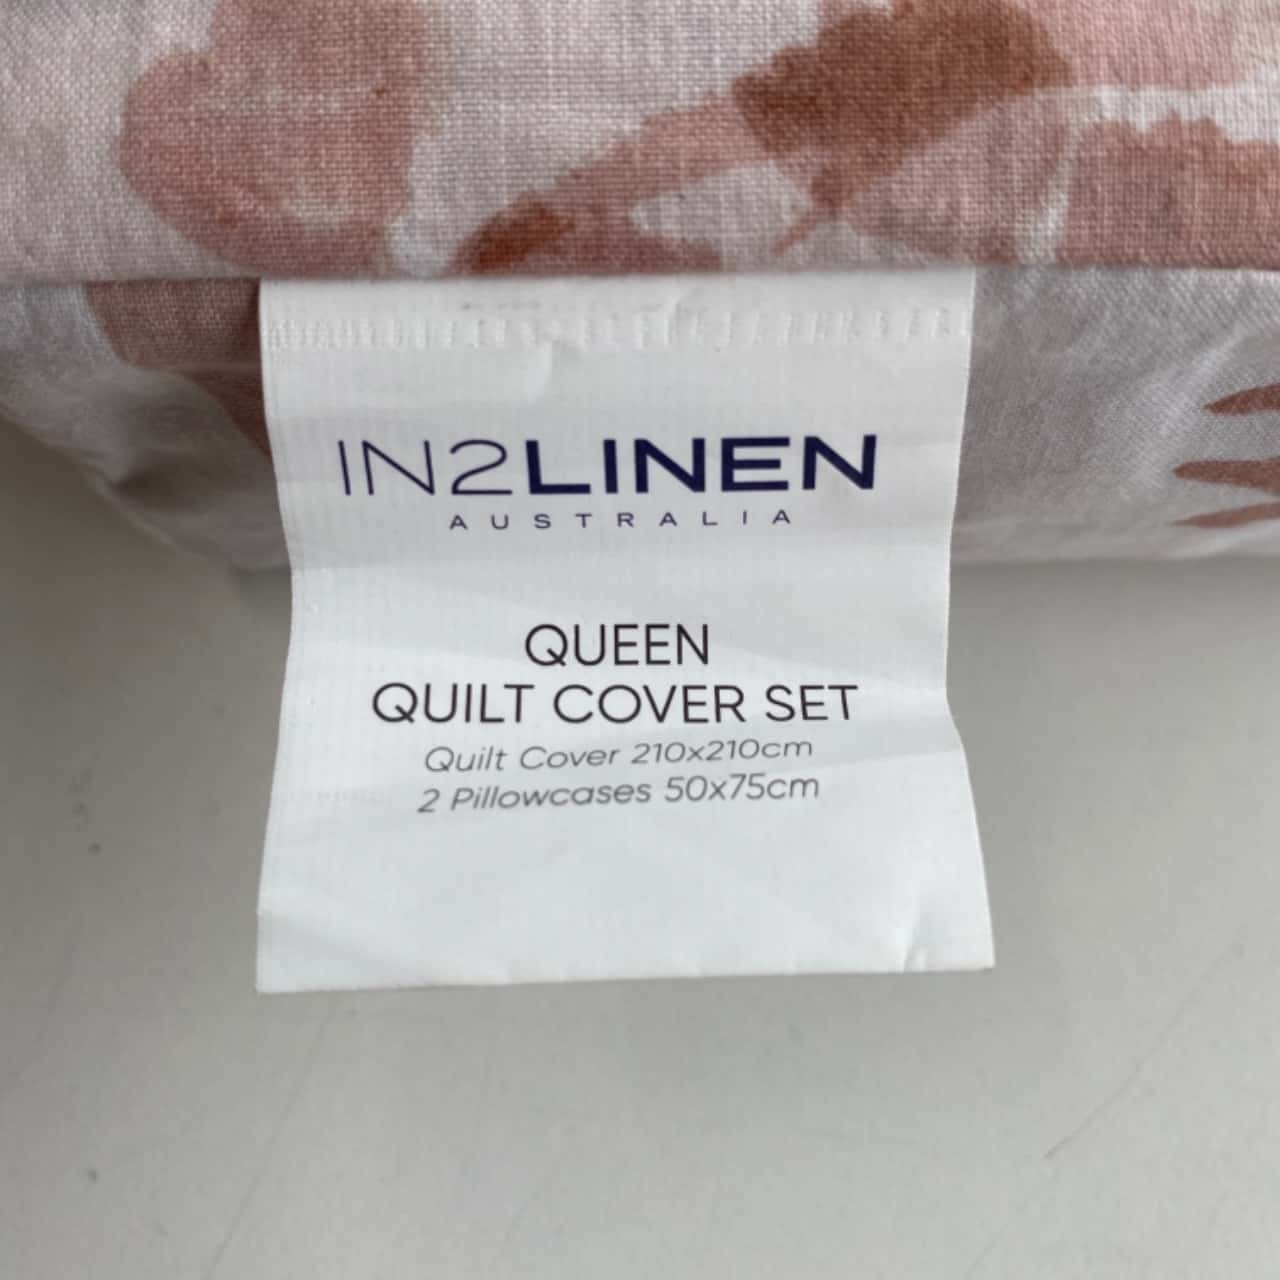 IN2LINEN
AUSTRALIA
QUEEN
QUILT COVER SET
Quilt Cover 210x210cm
2 Pillowcases 50x75cm